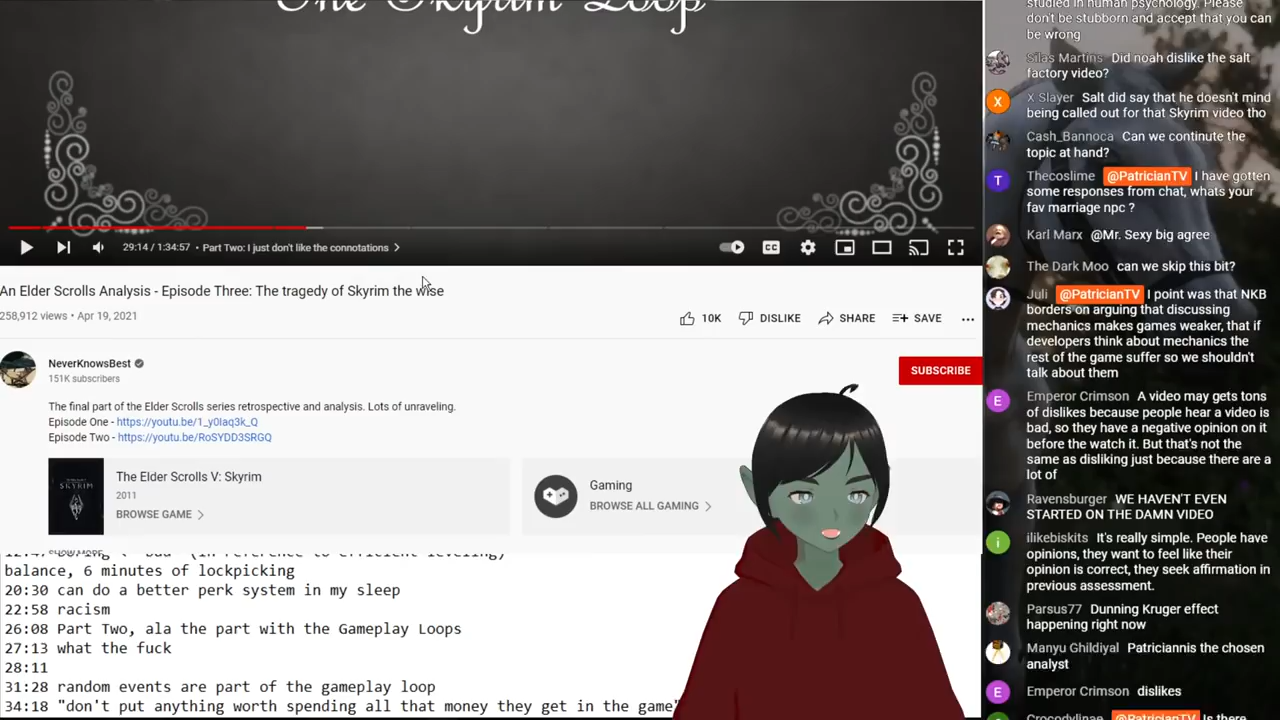 The Skyrim Loop
29:14 / 1:34:57 • Part Two: I just don't like the connotations >
CC
An Elder Scrolls Analysis - Episode Three: The tragedy of Skyrim the wise
258,912 views • Apr 19, 2021
10K
DISLIKE
SHARE
SAVE
NeverKnowsBest
151K subscribers
SUBSCRIBE
The final part of the Elder Scrolls series retrospective and analysis. Lots of unraveling.
Episode One - https://youtu.be/1_y0Iaq3k_Q
Episode Two - https://youtu.be/RoSYDD3SRGQ
SKYRIM
The Elder Scrolls V: Skyrim
2011
BROWSE GAME >
Gaming
BROWSE ALL GAMING >
(in reference to efficient leveling)
balance, 6 minutes of lockpicking
20:30 can do a better perk system in my sleep
22:58 racism
26:08 Part Two, ala the part with the Gameplay Loops
27:13 what the fuck
28:11
31:28 random events are part of the gameplay loop
34:18 "don't put anything worth spending all that money they get in the game"
studied in human psychology. Please
don't be stubborn and accept that you can
be wrong
Silas Martins Did noah dislike the salt
factory video?
X
X Slayer Salt did say that he doesn't mind
being called out for that Skyrim video tho
Cash_Bannoca Can we continute the
topic at hand?
T
Thecoslime @PatricianTV I have gotten
some responses from chat, whats your
fav marriage npc ?
Karl Marx @Mr. Sexy big agree
The Dark Moo can we skip this bit?
Juli @PatricianTV I point was that NKB
borders on arguing that discussing
mechanics makes games weaker, that if
developers think about mechanics the
rest of the game suffer so we shouldn't
talk about them
E
Emperor Crimson A video may gets tons
of dislikes because people hear a video is
bad, so they have a negative opinion on it
before the watch it. But that's not the
same as disliking just because there are a
lot of
Ravensburger WE HAVEN'T EVEN
STARTED ON THE DAMN VIDEO
i
ilikebiskits It's really simple. People have
opinions, they want to feel like their
opinion is correct, they seek affirmation in
previous assessment.
Parsus77 Dunning Kruger effect
happening right now
Manyu Ghildiyal Patriciannis the chosen
analyst
E
Emperor Crimson dislikes
Crocodylinae @PatricianTV Is there